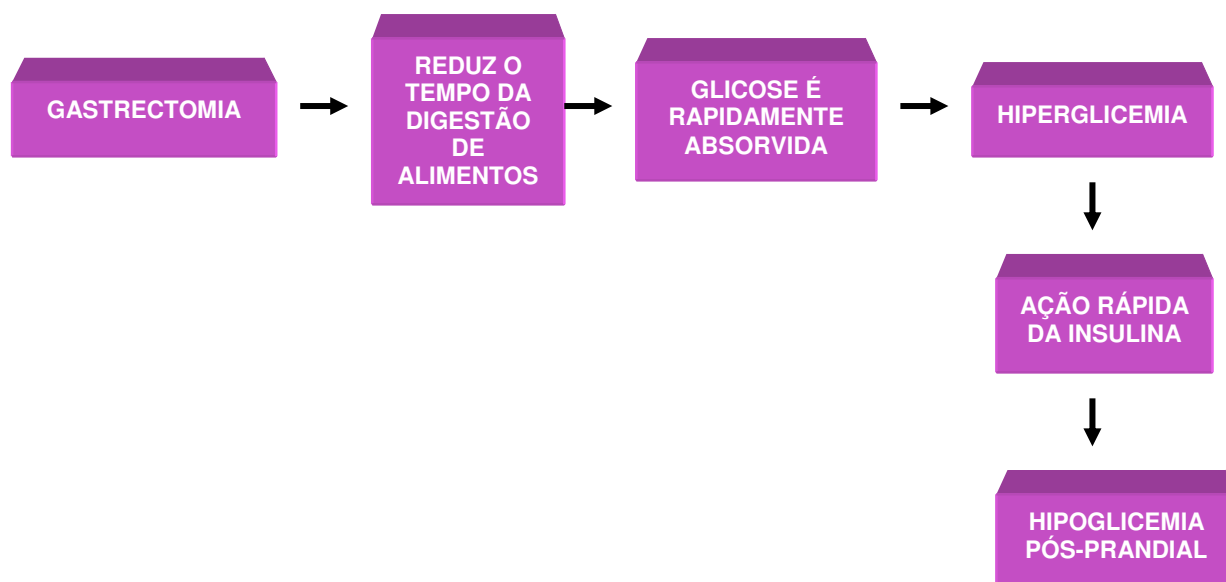 GASTRECTOMIA
REDUZ O
TEMPO DA
DIGESTÃO
DE
ALIMENTOS
GLICOSE É
RAPIDAMENTE
ABSORVIDA
HIPERGLICEMIA
AÇÃO RÁPIDA
DA INSULINA
HIPOGLICEMIA
PÓS-PRANDIAL